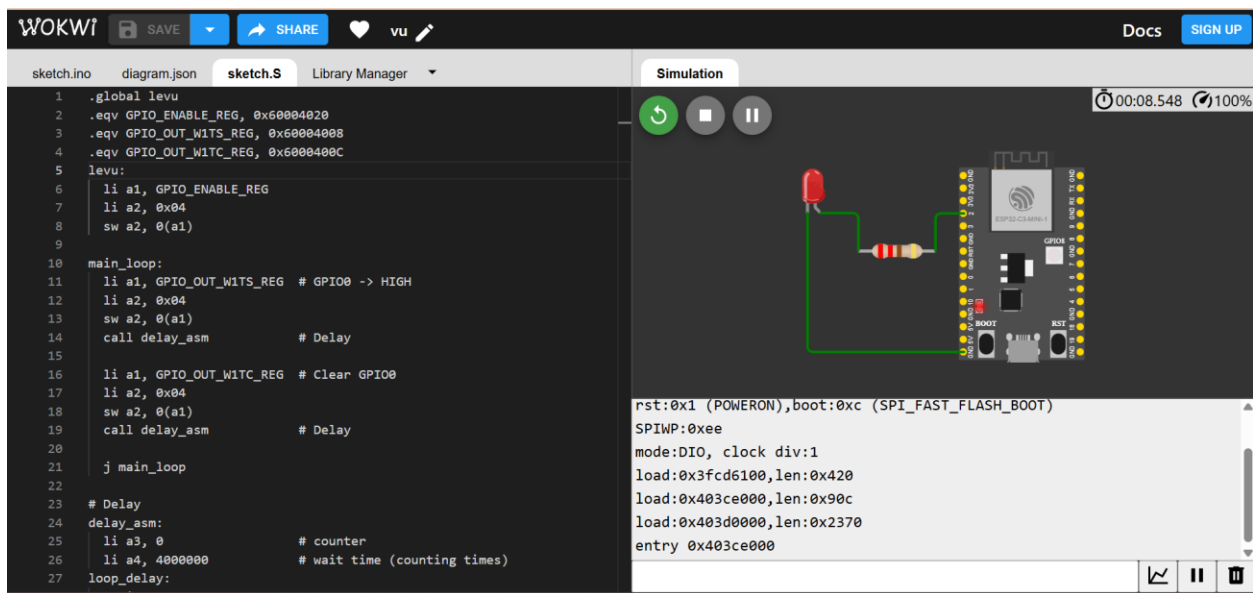 WOKWI SAVE SHARE vu Docs SIGN UP
sketch.ino diagram.json sketch.S Library Manager Simulation
1 .global levu
2 .eqv GPIO_ENABLE_REG, 0x60004020
3 .eqv GPIO_OUT_W1TS_REG, 0x60004008
4 .eqv GPIO_OUT_W1TC_REG, 0x6000400C
5 levu:
6 li a1, GPIO_ENABLE_REG
7 li a2, 0x04
8 sw a2, 0(a1)
9
10 main_loop:
11 li a1, GPIO_OUT_W1TS_REG # GPIO0 -> HIGH
12 li a2, 0x04
13 sw a2, 0(a1)
14 call delay_asm # Delay
15
16 li a1, GPIO_OUT_W1TC_REG # Clear GPIO0
17 li a2, 0x04
18 sw a2, 0(a1)
19 call delay_asm # Delay
20
21 j main_loop
22
23 # Delay
24 delay_asm:
25 li a3, 0 # counter
26 li a4, 4000000 # wait time (counting times)
27 loop_delay:
00:08.548 100%
ESP32-C3-MINI-1
GPIO8
BOOT RST
rst:0x1 (POWERON),boot:0xc (SPI_FAST_FLASH_BOOT)
SPIWP:0xee
mode:DIO, clock div:1
load:0x3fcd6100,len:0x420
load:0x403ce000,len:0x90c
load:0x403d0000,len:0x2370
entry 0x403ce000